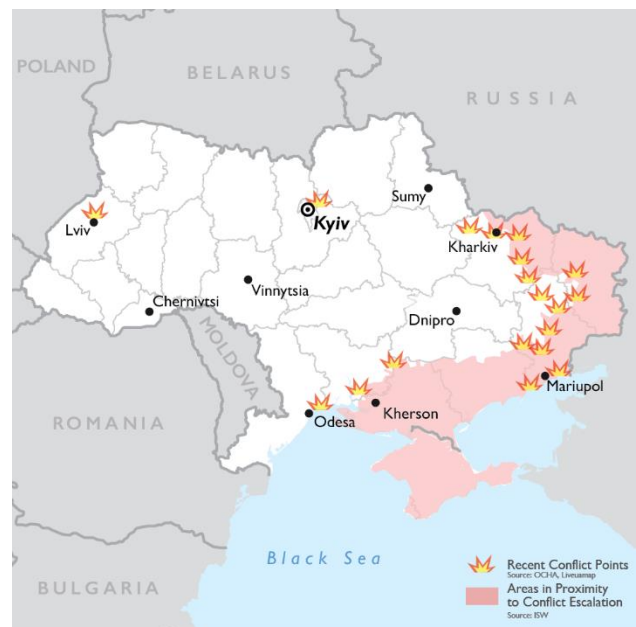 POLAND
BELARUS
RUSSIA
Sumy
Lviv
Kyiv
Kharkiv
Vinnytsia
Chernivtsi
Dnipro
MOLDOVA
Mariupol
ROMANIA
Kherson
Odesa
Black Sea
Recent Conflict Points
Source: OCHA, Liveuamap
Areas in Proximity
to Conflict Escalation
Source: ISW
BULGARIA